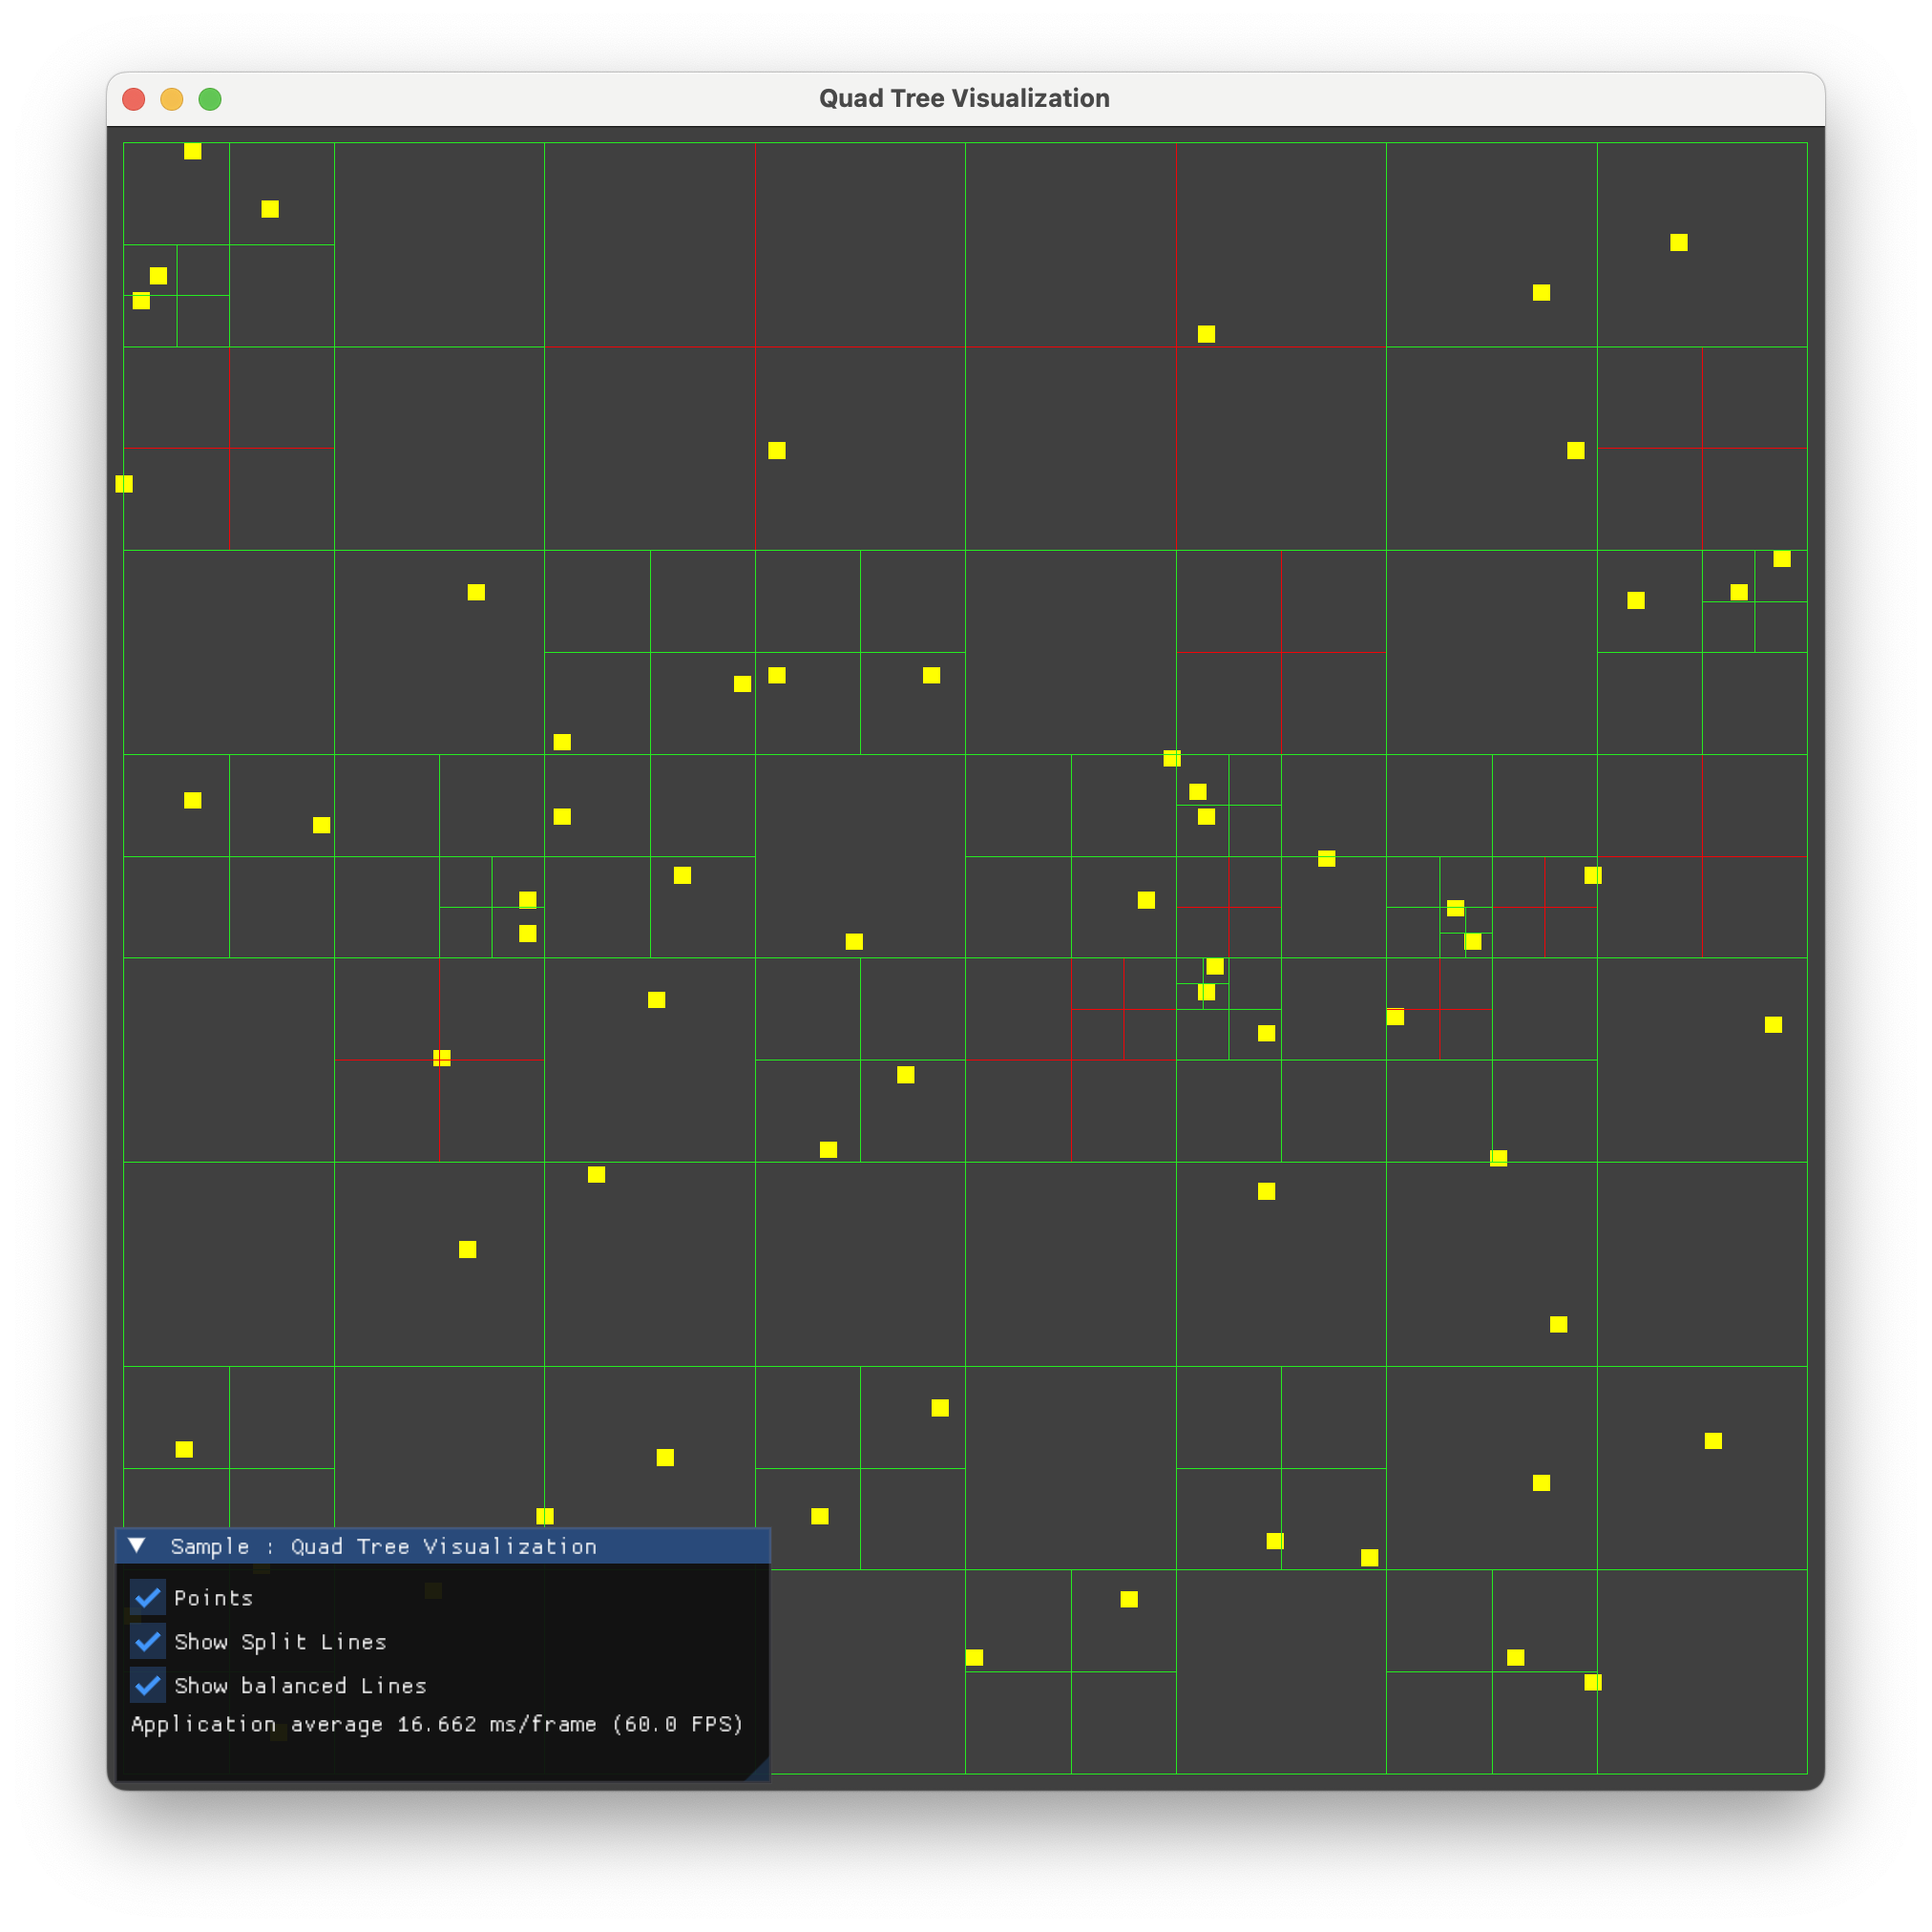 Quad Tree Visualization
Sample : Quad Tree Visualization
Points
Show Split Lines
Show balanced Lines
Application average 16.662 ms/frame (60.0 FPS)